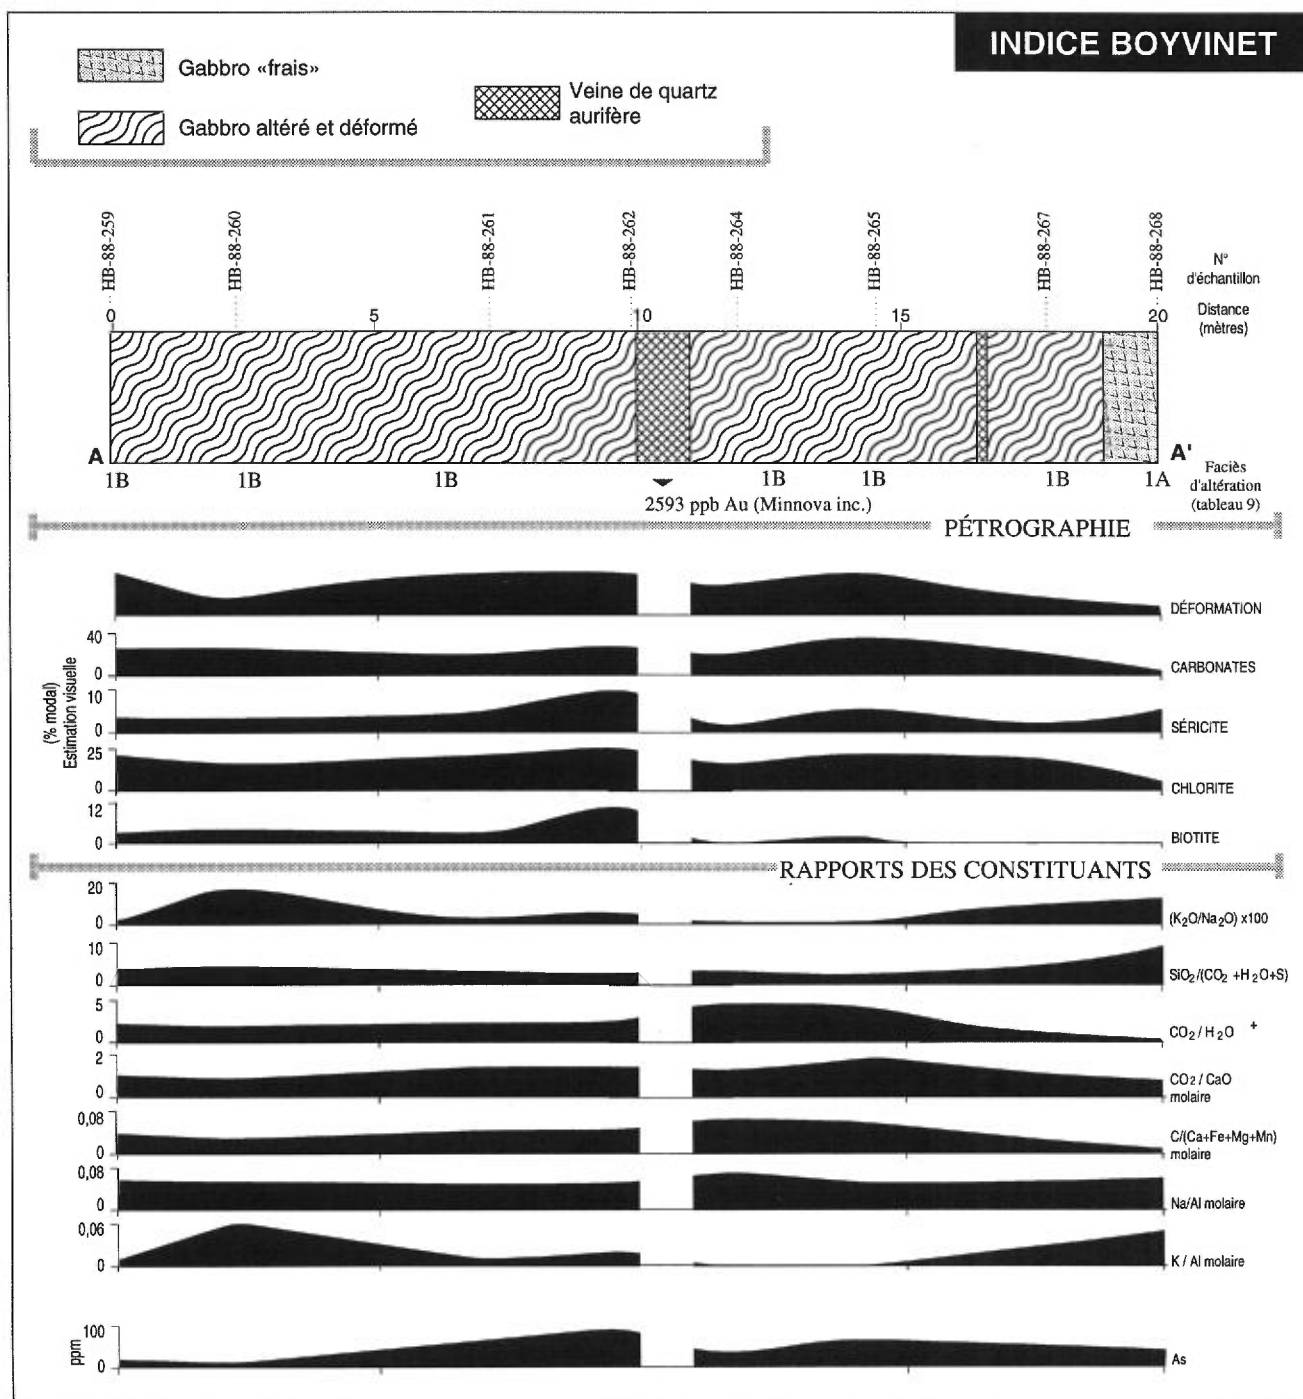 INDICE BOYVINET
Gabbro «frais»
Gabbro altéré et déformé
Veine de quartz
aurifère
HB-88-259
HB-88-260
HB-88-261
HB-88-262
HB-88-264
HB-88-265
HB-88-267
HB-88-268
N°
d'échantillon
0 5 10 15 20
Distance
(mètres)
A A'
1B 1B 1B 1B 1B 1B 1A
Faciès
d'altération
(tableau 9)
2593 ppb Au (Minnova inc.)
PÉTROGRAPHIE
DÉFORMATION
(% modal)
Estimation visuelle
40
0
CARBONATES
10
0
SÉRICITE
25
0
CHLORITE
12
0
BIOTITE
RAPPORTS DES CONSTITUANTS
20
0
(K₂O/Na₂O) x100
10
0
SiO₂/(CO₂ +H₂O+S)
5
0
CO₂ / H₂O +
2
0
CO₂ / CaO
molaire
0,08
0
C/(Ca+Fe+Mg+Mn)
molaire
0,08
0
Na/Al molaire
0,06
0
K / Al molaire
ppm
100
0
As